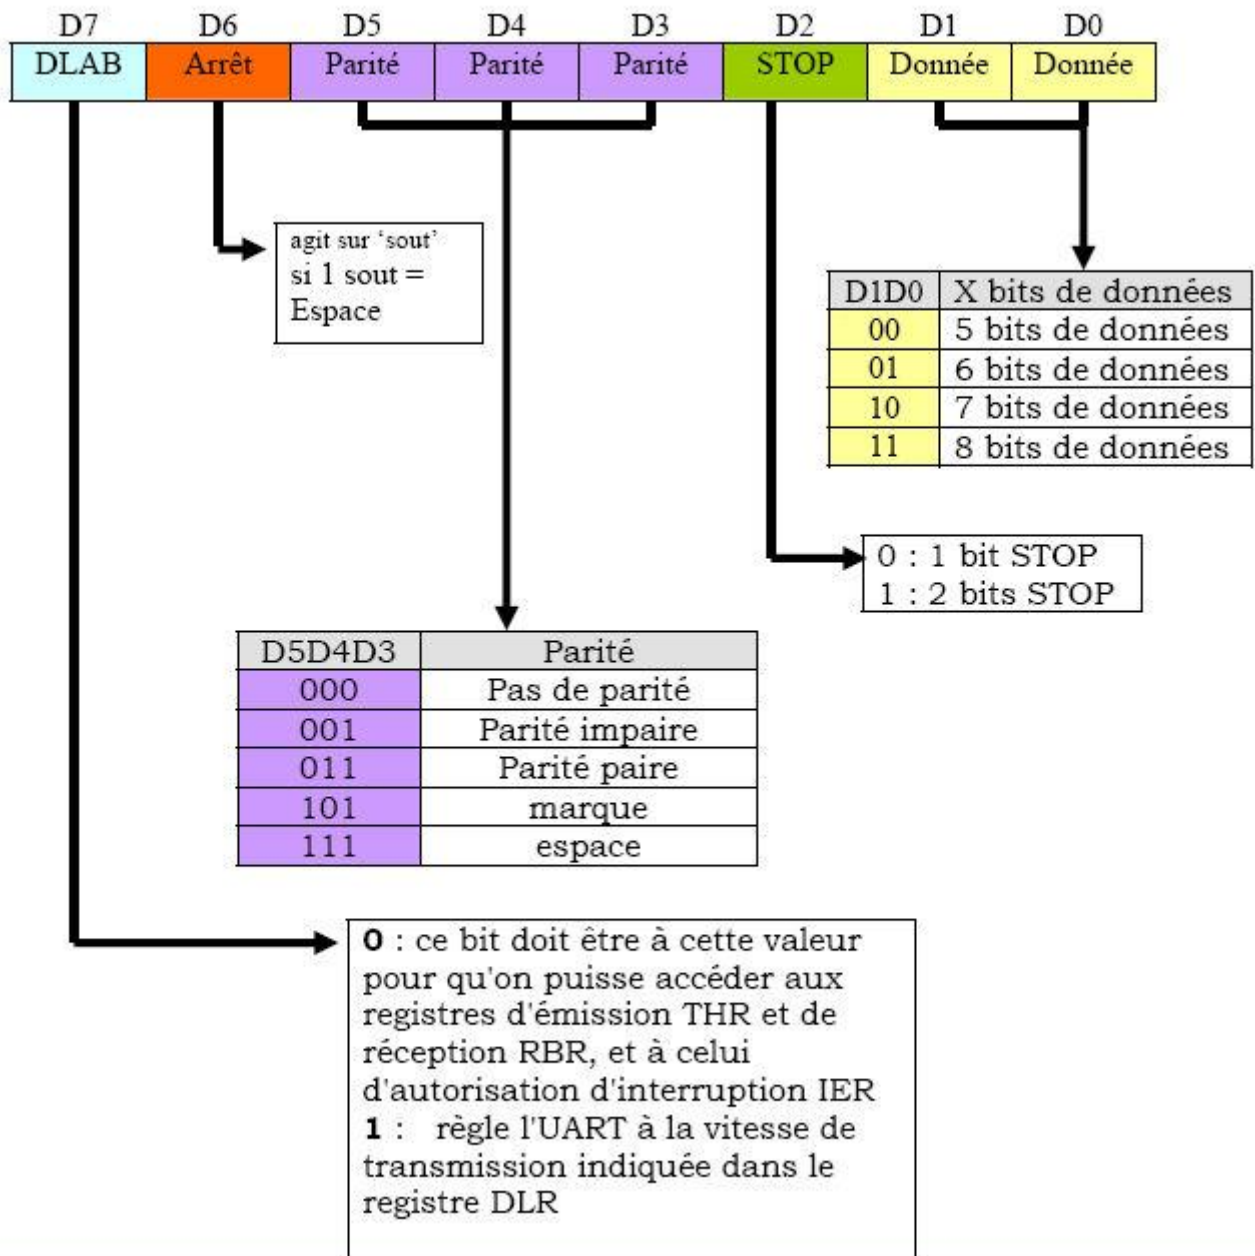 D7 D6 D5 D4 D3 D2 D1 D0
DLAB Arrêt Parité Parité Parité STOP Donnée Donnée
agit sur ‘sout’
si 1 sout =
Espace
D1D0 X bits de données
00 5 bits de données
01 6 bits de données
10 7 bits de données
11 8 bits de données
0 : 1 bit STOP
1 : 2 bits STOP
D5D4D3 Parité
000 Pas de parité
001 Parité impaire
011 Parité paire
101 marque
111 espace
0 : ce bit doit être à cette valeur
pour qu'on puisse accéder aux
registres d'émission THR et de
réception RBR, et à celui
d'autorisation d'interruption IER
1 : règle l'UART à la vitesse de
transmission indiquée dans le
registre DLR